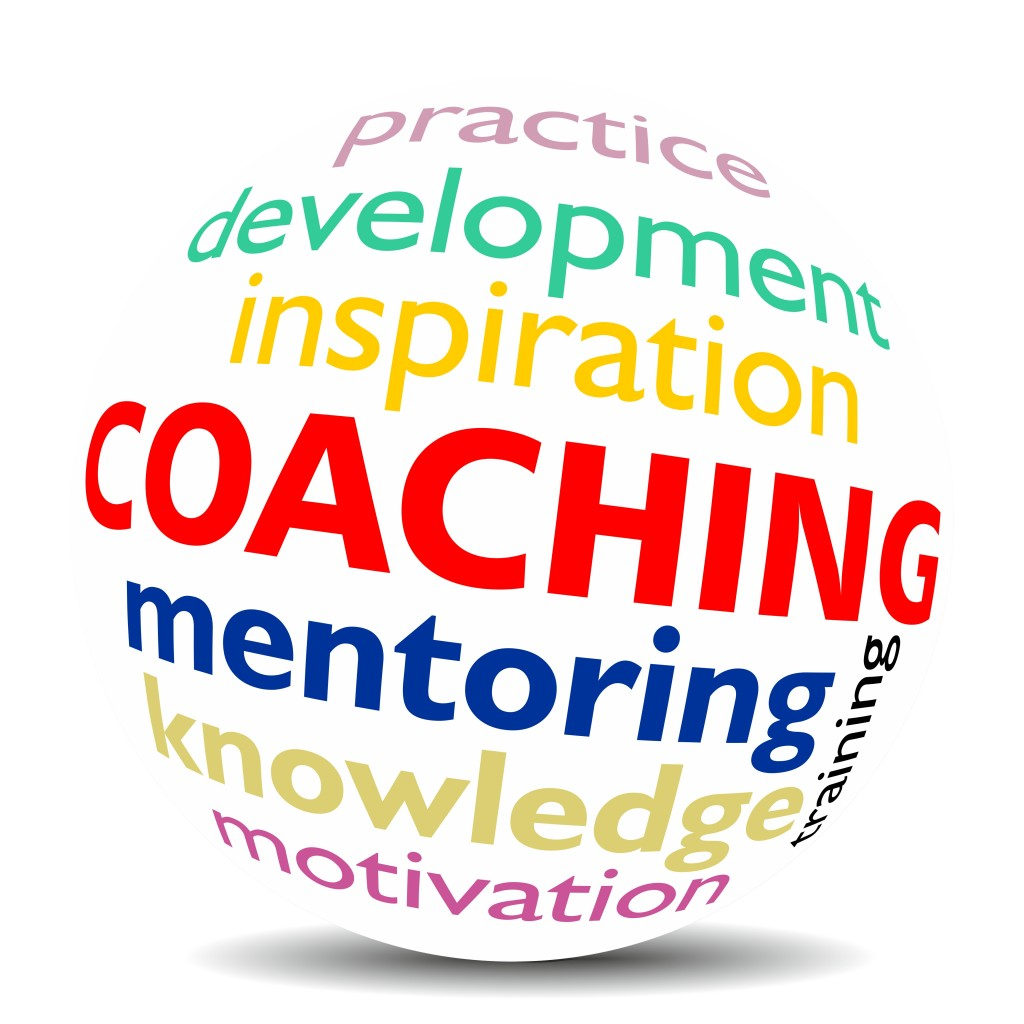 practice
development
inspiration
COACHING
mentoring
training
knowledge
motivation